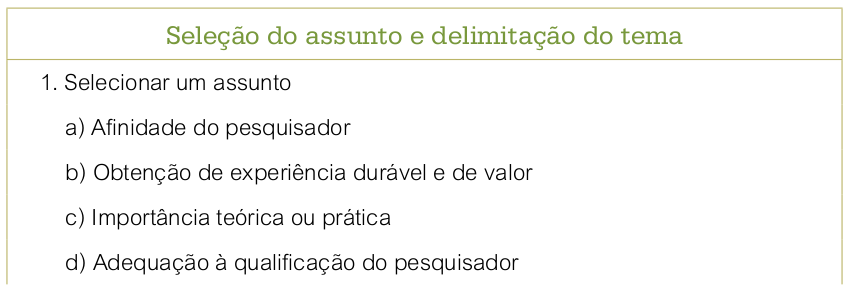 Seleção do assunto e delimitação do tema
1. Selecionar um assunto
a) Afinidade do pesquisador
b) Obtenção de experiência durável e de valor
c) Importância teórica ou prática
d) Adequação à qualificação do pesquisador